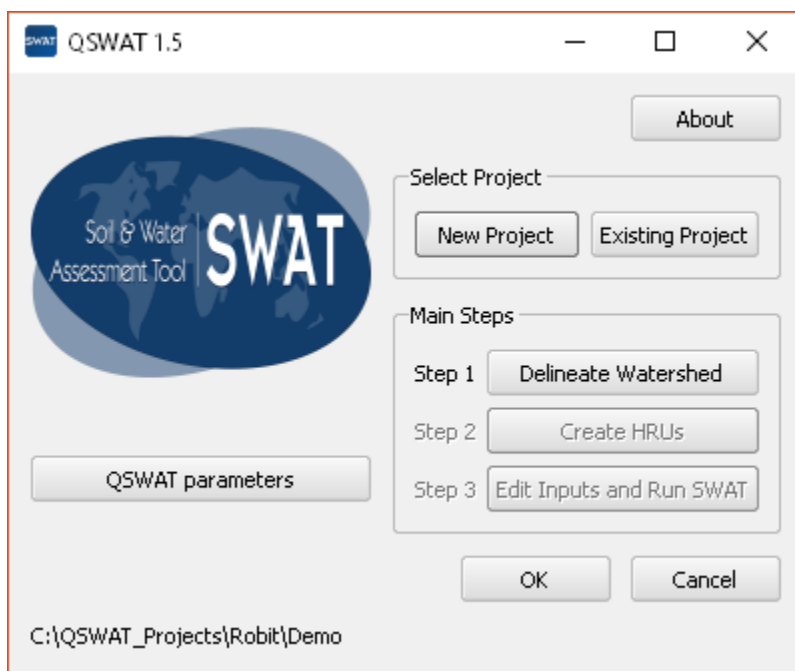 SWAT QSWAT 1.5
About
Select Project
New Project Existing Project
Soil & Water
Assessment Tool SWAT
Main Steps
Step 1 Delineate Watershed
Step 2 Create HRUs
QSWAT parameters
Step 3 Edit Inputs and Run SWAT
OK Cancel
C:\QSWAT_Projects\Robit\Demo